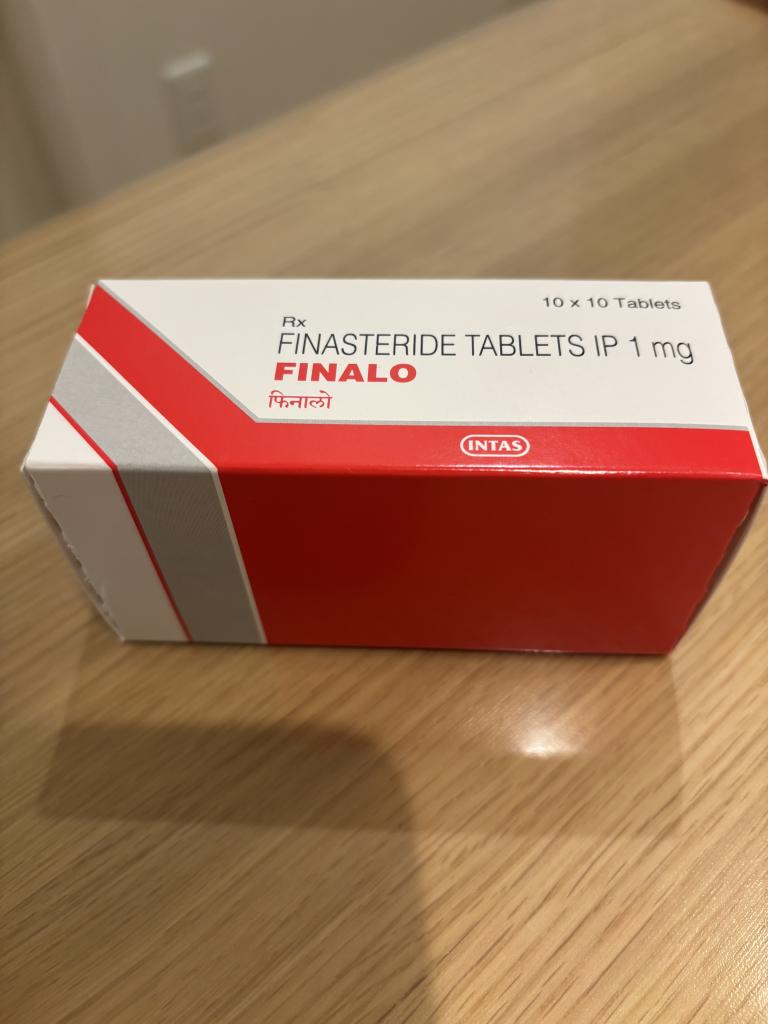 10 x 10 Tablets
Rx
FINASTERIDE TABLETS IP 1 mg
FINALO
फिनालो
INTAS